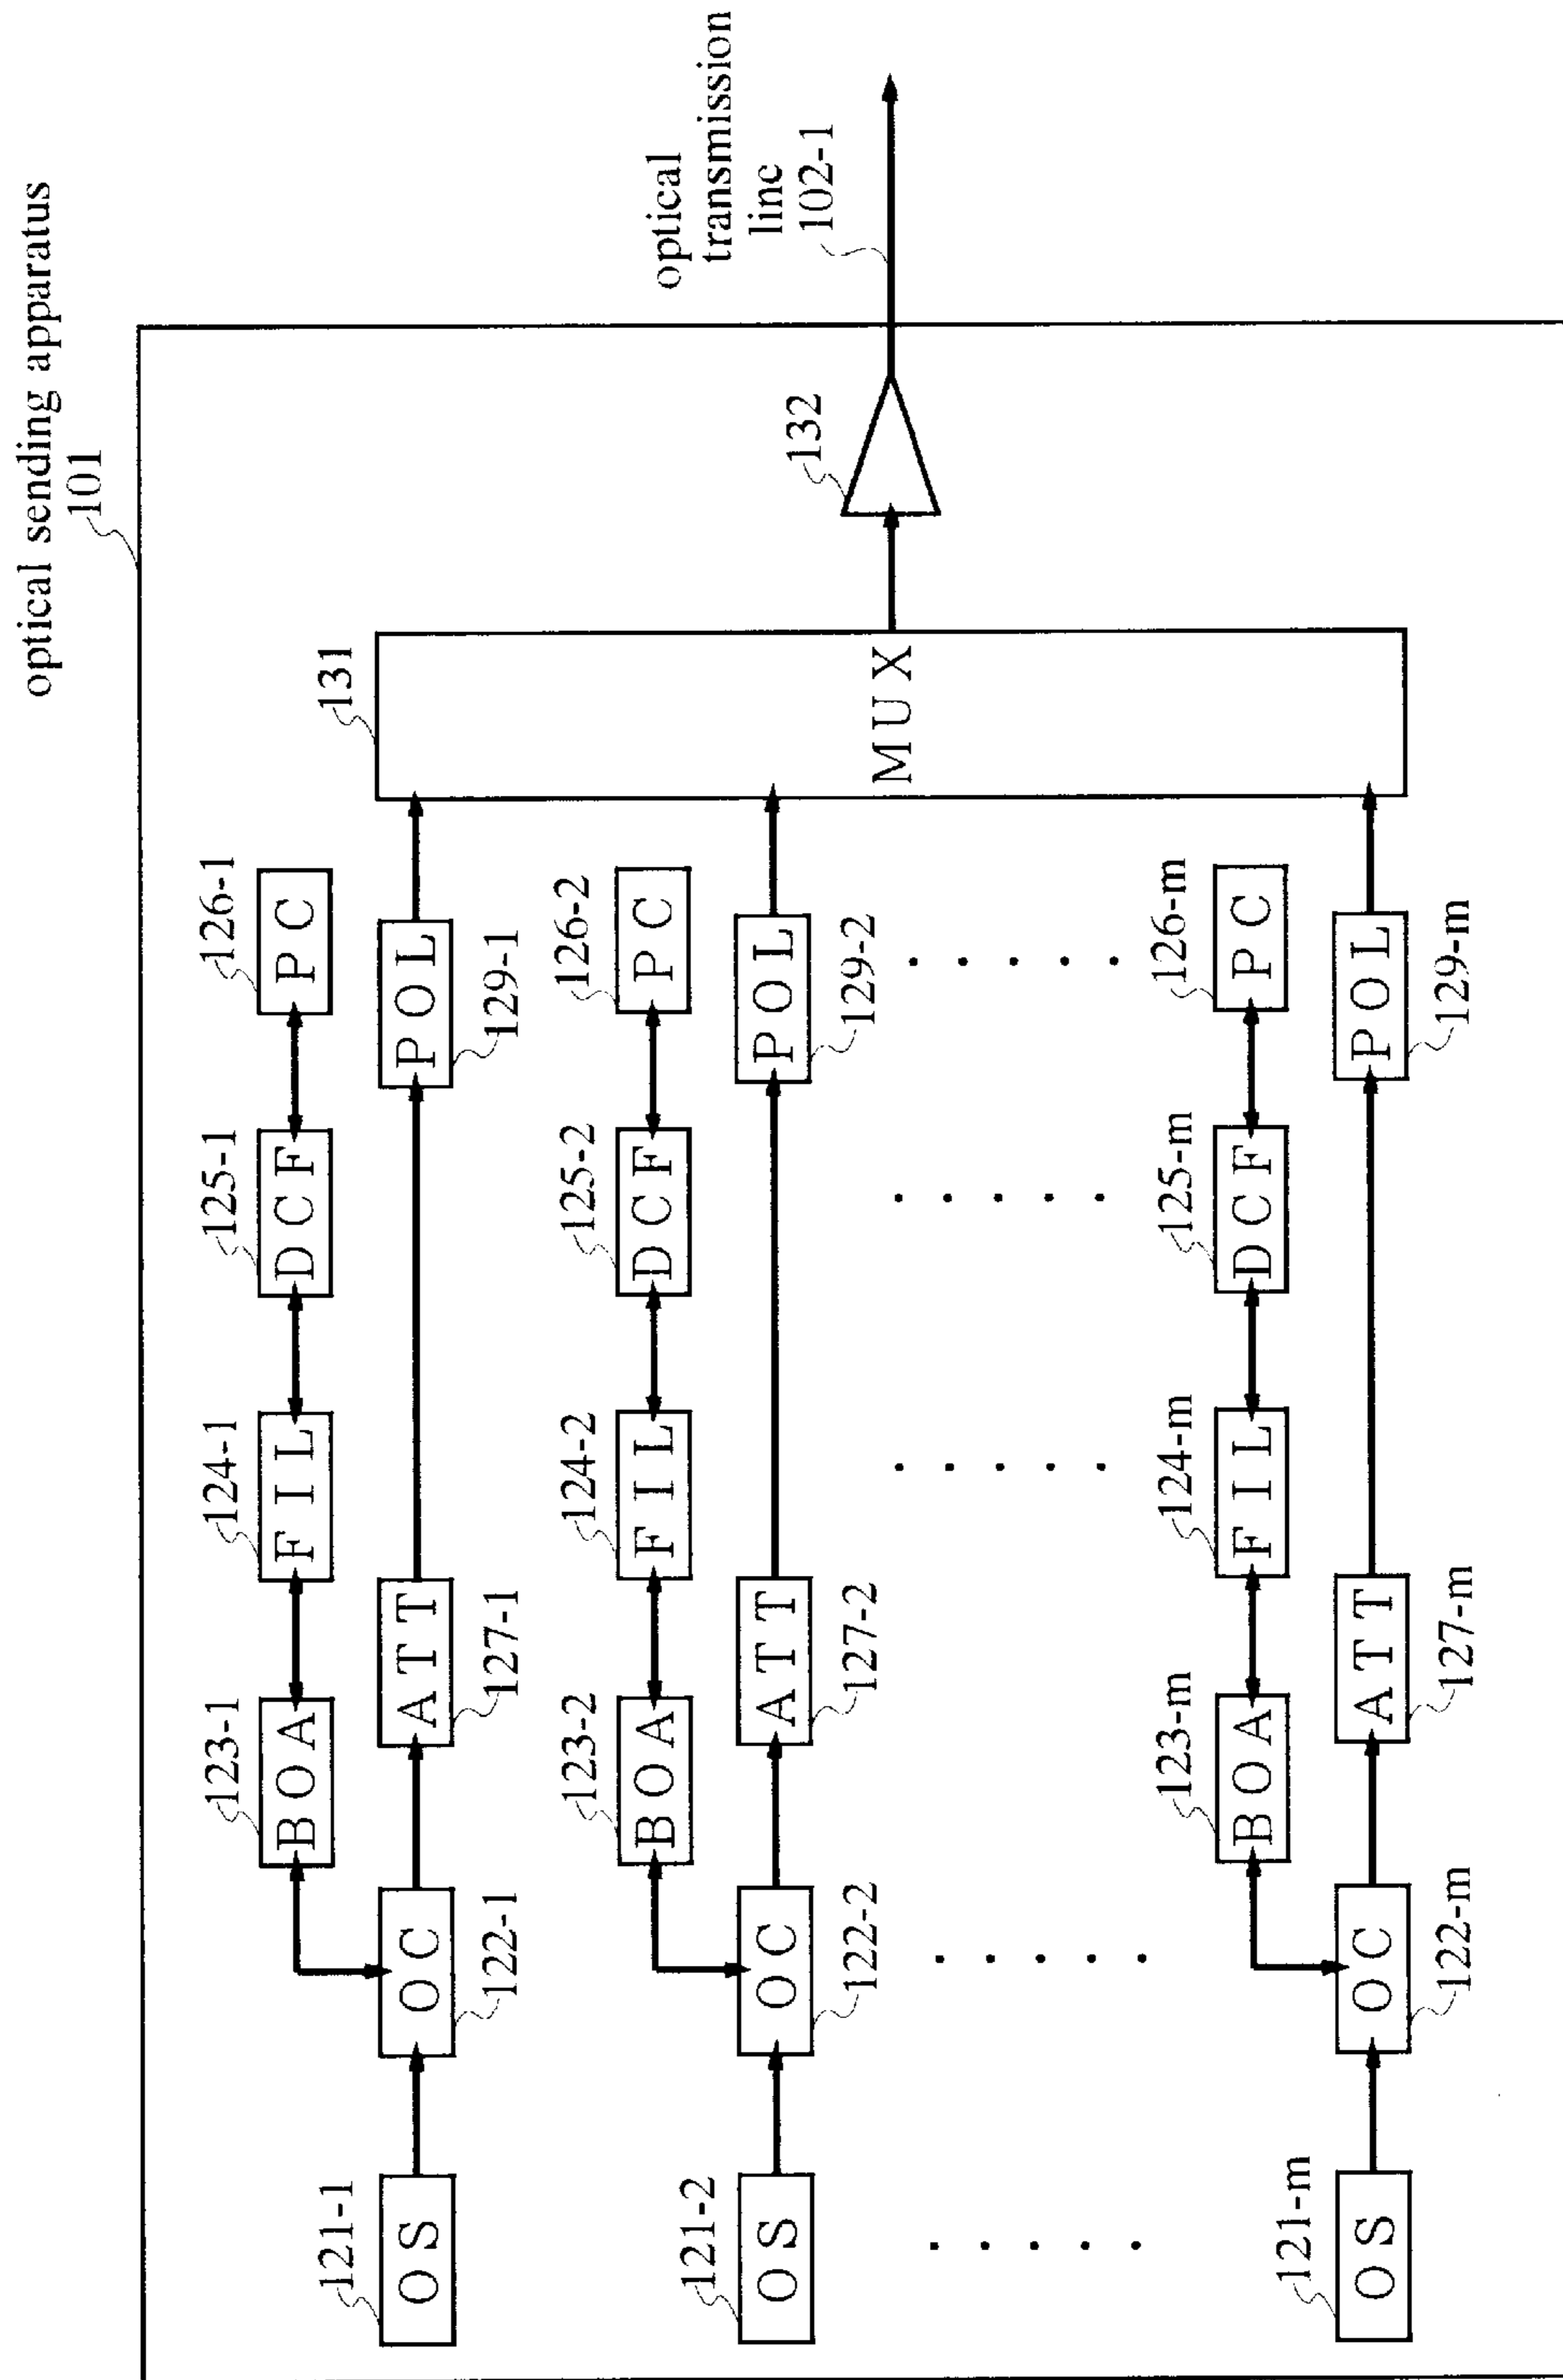 optical sending apparatus
101
optical
transmission
linc
102-1
132
131
MUX
126-1
PC
125-1
DCF
124-1
FIL
123-1
BOA
POL
129-1
ATT
127-1
OC
122-1
121-1
OS
126-2
PC
125-2
DCF
124-2
FIL
123-2
BOA
POL
129-2
ATT
127-2
OC
122-2
121-2
OS
126-m
PC
125-m
DCF
124-m
FIL
123-m
BOA
POL
129-m
ATT
127-m
OC
122-m
121-m
OS